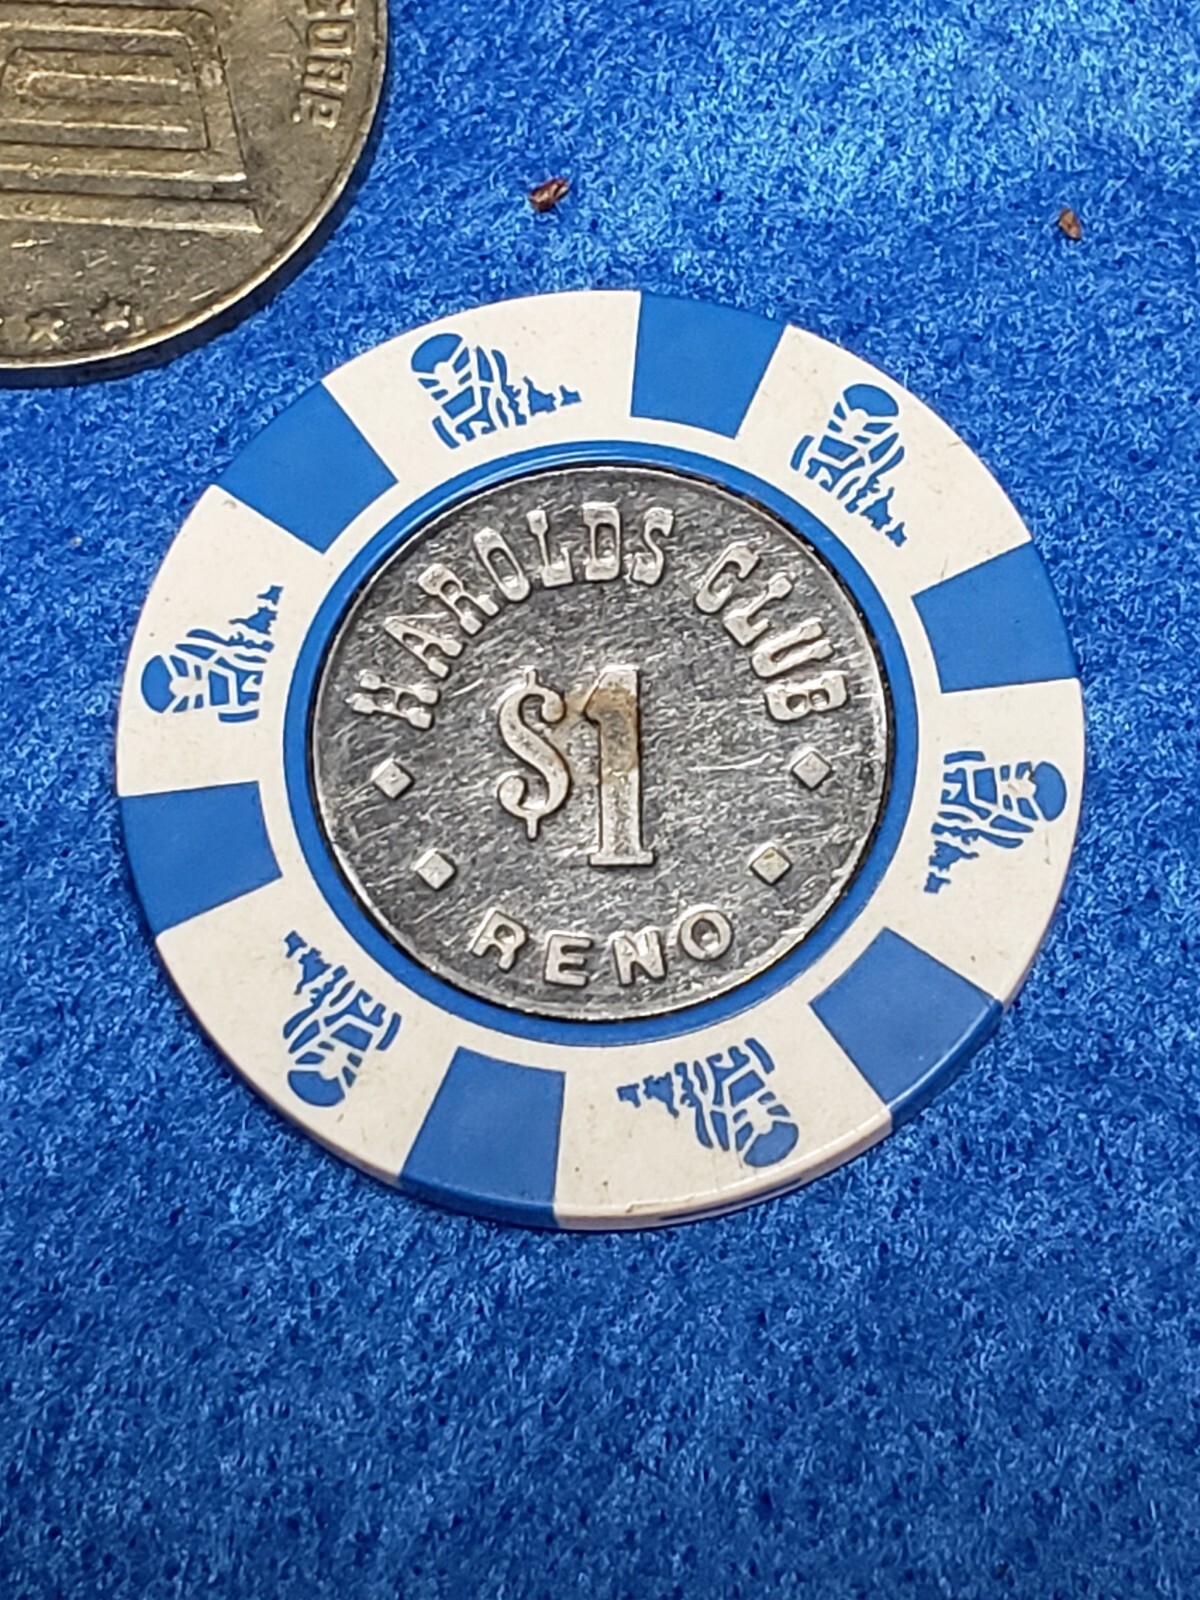 HAROLDS CLUB
$1
RENO